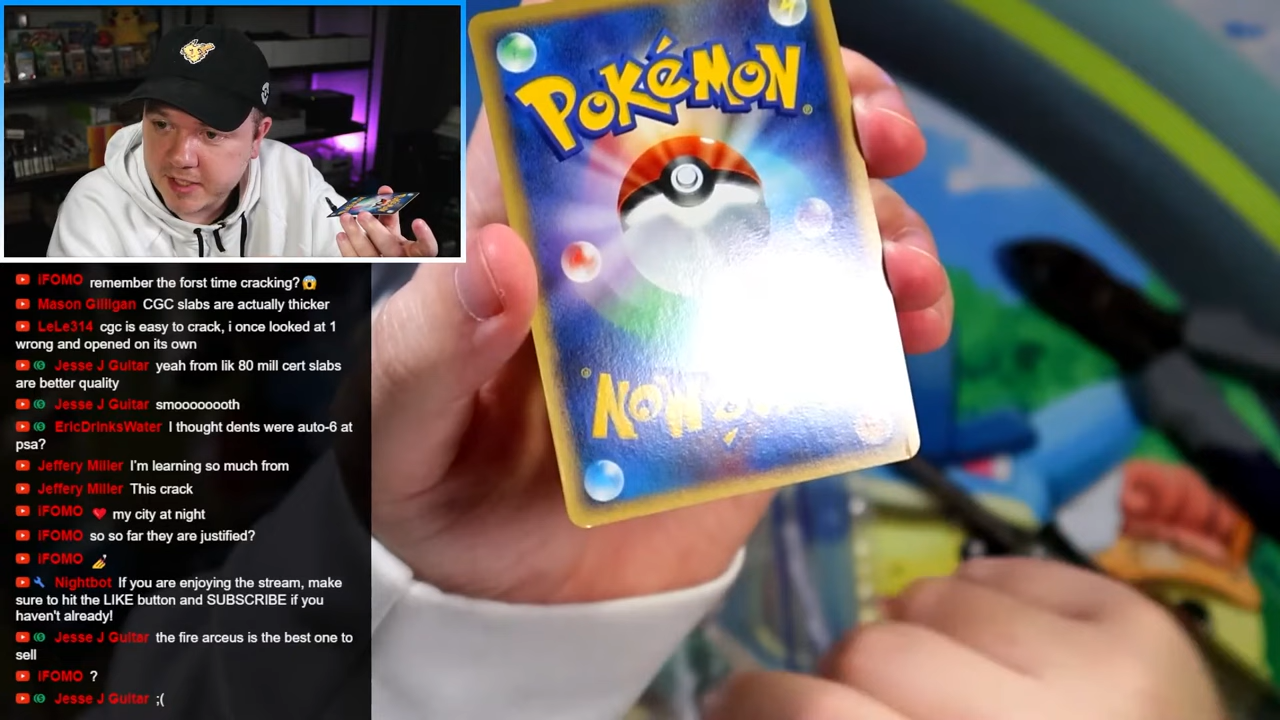 POKéMON
IFOMO remember the forst time cracking?😱
Mason Gilligan CGC slabs are actually thicker
LeLe314 cgc is easy to crack, i once looked at 1
wrong and opened on its own
Jesse J Guitar yeah from lik 80 mill cert slabs
are better quality
Jesse J Guitar smooooooth
EricDrinksWater I thought dents were auto-6 at
psa?
Jeffery Miller I'm learning so much from
Jeffery Miller This crack
IFOMO ❤️ my city at night
IFOMO so so far they are justified?
IFOMO 💅
Nightbot If you are enjoying the stream, make
sure to hit the LIKE button and SUBSCRIBE if you
haven't already!
Jesse J Guitar the fire arceus is the best one to
sell
IFOMO ?
Jesse J Guitar ;(